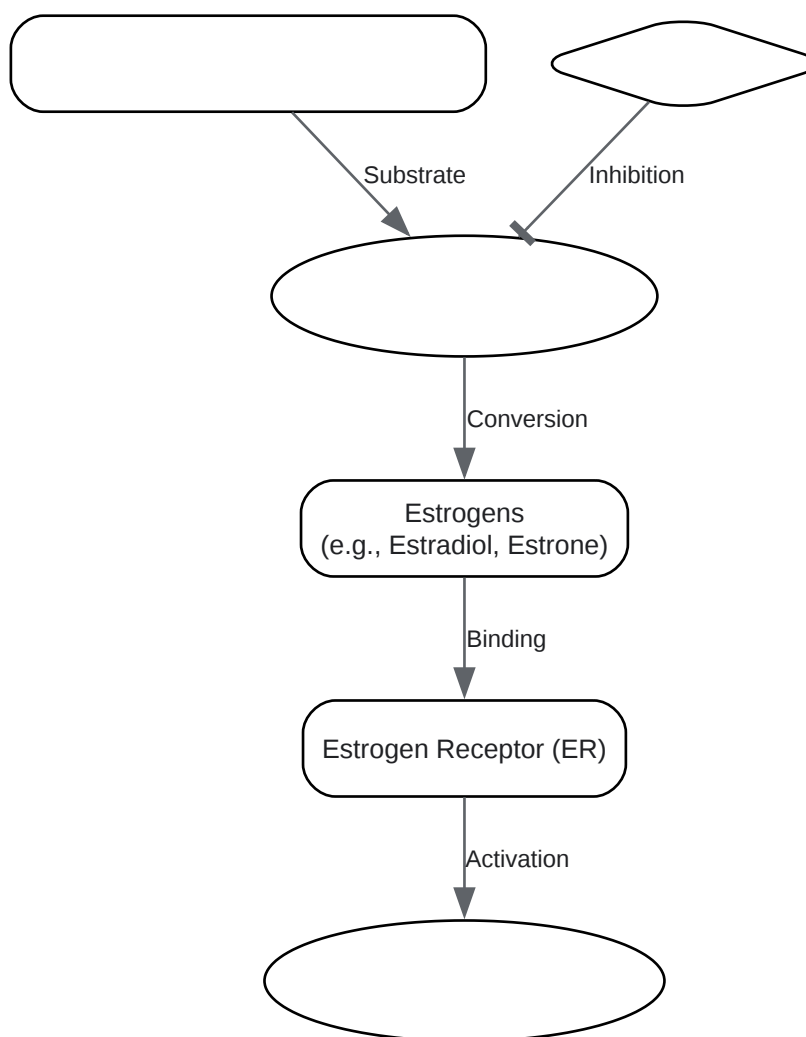 Substrate
Inhibition
Conversion
Estrogens
(e.g., Estradiol, Estrone)
Binding
Estrogen Receptor (ER)
Activation